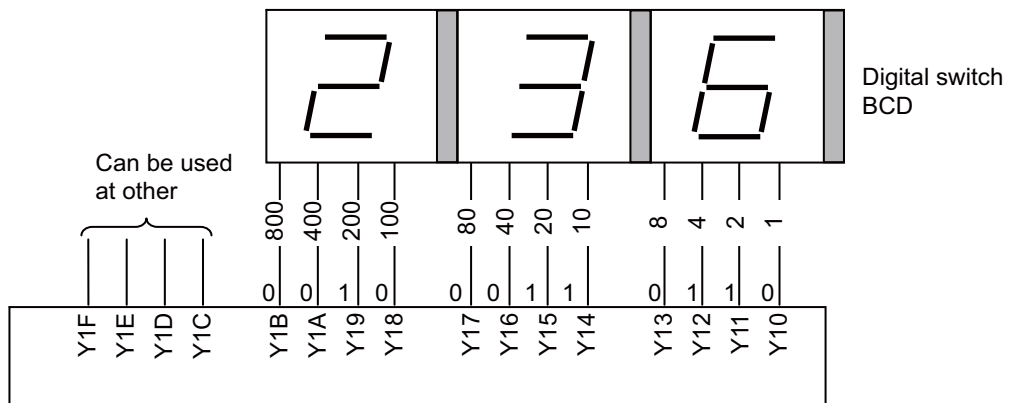 2 3 6
Digital switch
BCD
Can be used
at other
800 400 200 100 80 40 20 10 8 4 2 1
0 0 1 0 0 0 1 1 0 1 1 0
Y1F Y1E Y1D Y1C Y1B Y1A Y19 Y18 Y17 Y16 Y15 Y14 Y13 Y12 Y11 Y10